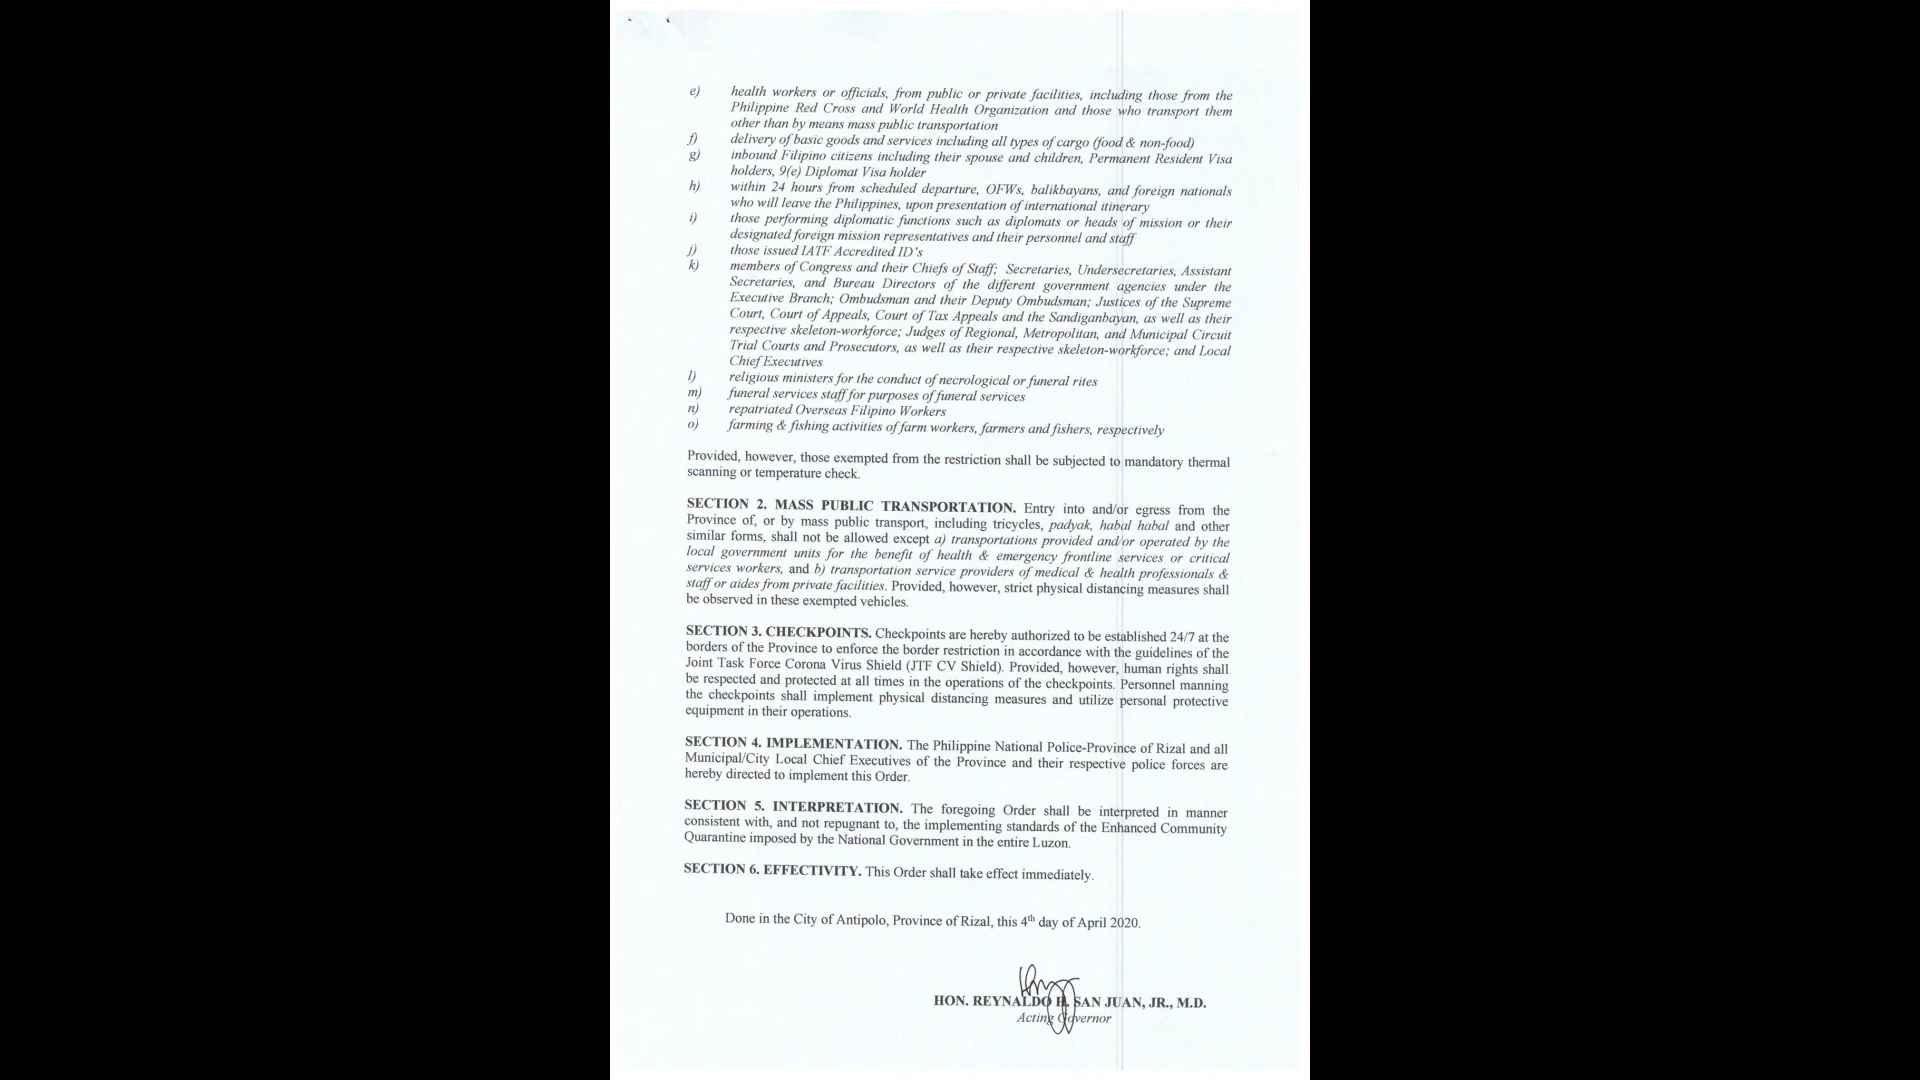 e) health workers or officials, from public or private facilities, including those from the
Philippine Red Cross and World Health Organization and those who transport them
other than by means mass public transportation
f) delivery of basic goods and services including all types of cargo (food & non-food)
g) inbound Filipino citizens including their spouse and children, Permanent Resident Visa
holders, 9(e) Diplomat Visa holder
h) within 24 hours from scheduled departure, OFWs, balikbayans, and foreign nationals
who will leave the Philippines, upon presentation of international itinerary
i) those performing diplomatic functions such as diplomats or heads of mission or their
designated foreign mission representatives and their personnel and staff
j) those issued IATF Accredited ID's
k) members of Congress and their Chiefs of Staff; Secretaries, Undersecretaries, Assistant
Secretaries, and Bureau Directors of the different government agencies under the
Executive Branch; Ombudsman and their Deputy Ombudsman; Justices of the Supreme
Court, Court of Appeals, Court of Tax Appeals and the Sandiganbayan, as well as their
respective skeleton-workforce; Judges of Regional, Metropolitan, and Municipal Circuit
Trial Courts and Prosecutors, as well as their respective skeleton-workforce; and Local
Chief Executives
l) religious ministers for the conduct of necrological or funeral rites
m) funeral services staff for purposes of funeral services
n) repatriated Overseas Filipino Workers
o) farming & fishing activities of farm workers, farmers and fishers, respectively
Provided, however, those exempted from the restriction shall be subjected to mandatory thermal
scanning or temperature check.
SECTION 2. MASS PUBLIC TRANSPORTATION. Entry into and/or egress from the
Province of, or by mass public transport, including tricycles, padyak, habal habal and other
similar forms, shall not be allowed except a) transportations provided and/or operated by the
local government units for the benefit of health & emergency frontline services or critical
services workers, and b) transportation service providers of medical & health professionals &
staff or aides from private facilities. Provided, however, strict physical distancing measures shall
be observed in these exempted vehicles.
SECTION 3. CHECKPOINTS. Checkpoints are hereby authorized to be established 24/7 at the
borders of the Province to enforce the border restriction in accordance with the guidelines of the
Joint Task Force Corona Virus Shield (JTF CV Shield). Provided, however, human rights shall
be respected and protected at all times in the operations of the checkpoints. Personnel manning
the checkpoints shall implement physical distancing measures and utilize personal protective
equipment in their operations.
SECTION 4. IMPLEMENTATION. The Philippine National Police-Province of Rizal and all
Municipal/City Local Chief Executives of the Province and their respective police forces are
hereby directed to implement this Order.
SECTION 5. INTERPRETATION. The foregoing Order shall be interpreted in manner
consistent with, and not repugnant to, the implementing standards of the Enhanced Community
Quarantine imposed by the National Government in the entire Luzon.
SECTION 6. EFFECTIVITY. This Order shall take effect immediately.
Done in the City of Antipolo, Province of Rizal, this 4th day of April 2020.
HON. REYNALDO H. SAN JUAN, JR., M.D.
Acting Governor